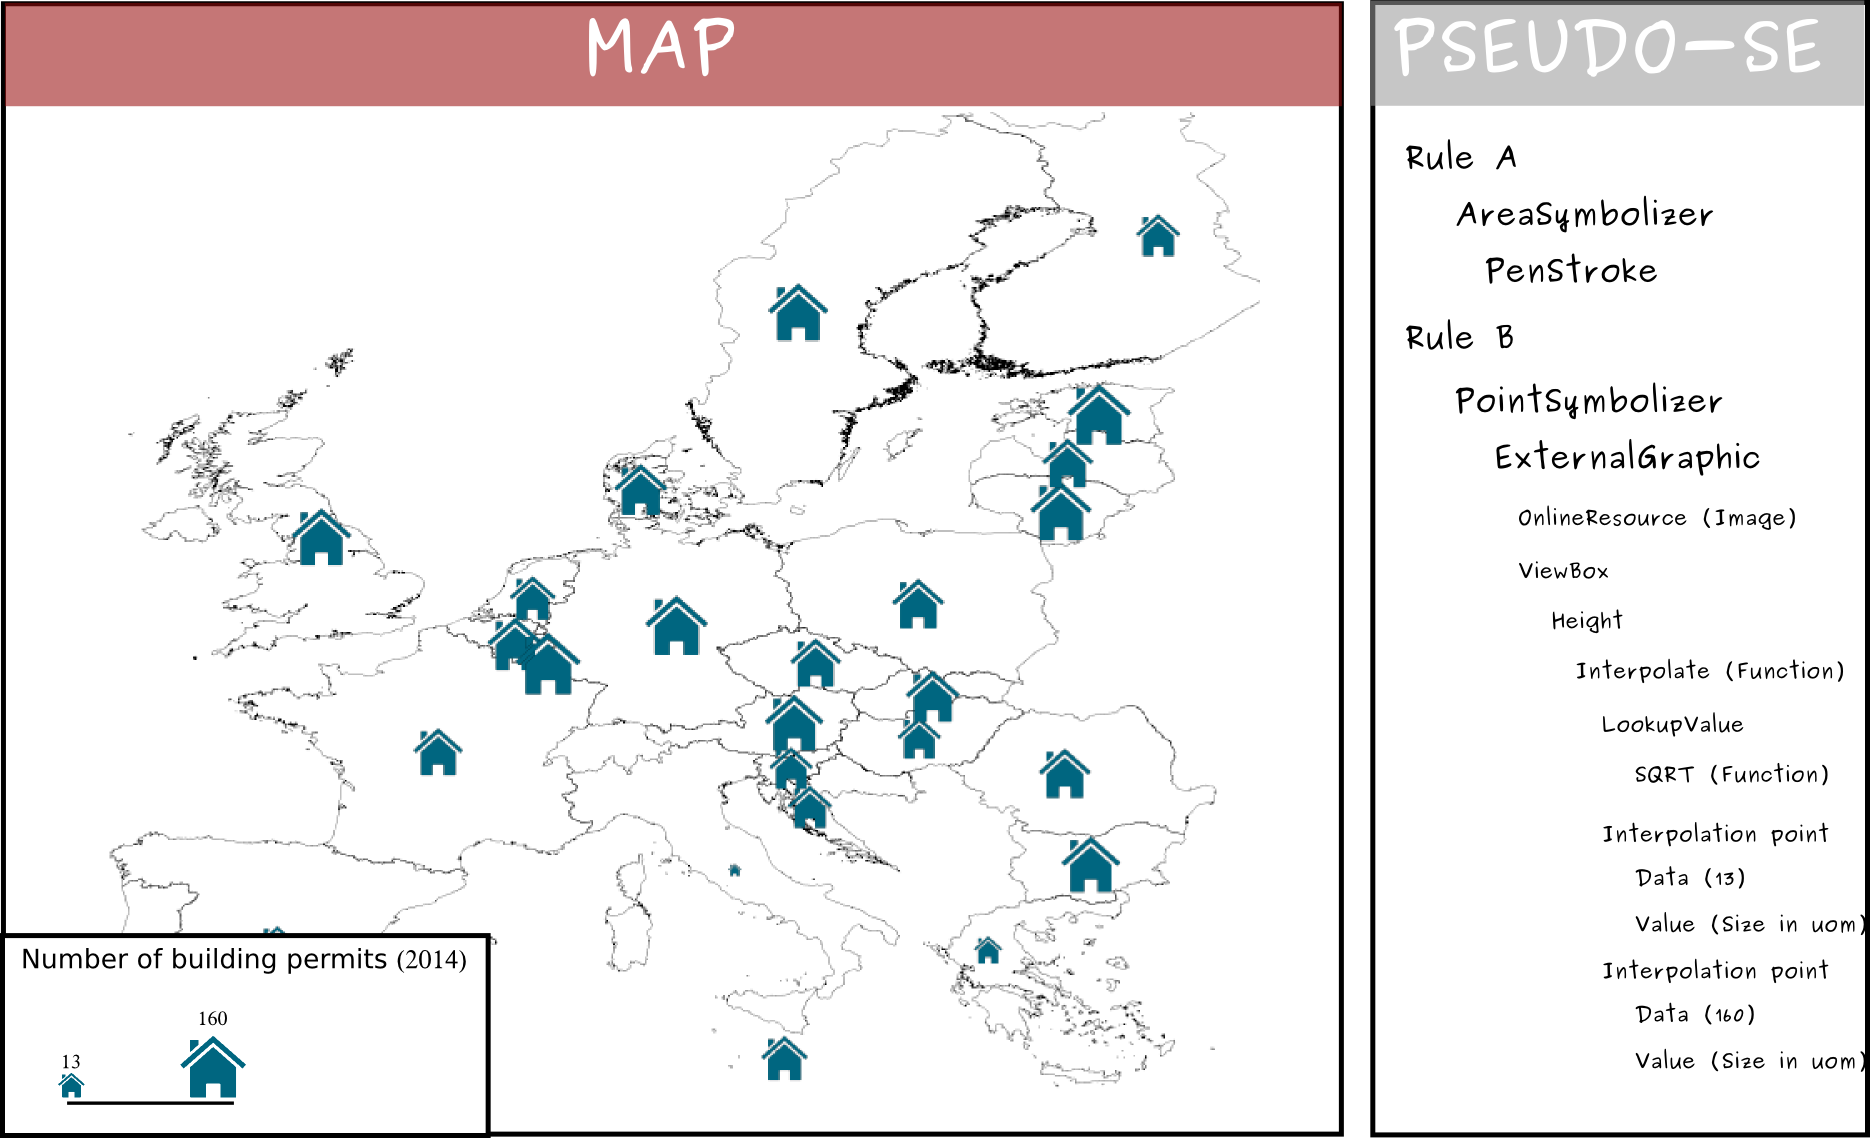 MAP
Number of building permits (2014)
160
13
PSEUDO-SE
Rule A
AreaSymbolizer
PenStroke
Rule B
PointSymbolizer
ExternalGraphic
OnlineResource (Image)
ViewBox
Height
Interpolate (Function)
LookupValue
SQRT (Function)
Interpolation point
Data (13)
Value (Size in uom)
Interpolation point
Data (160)
Value (Size in uom)